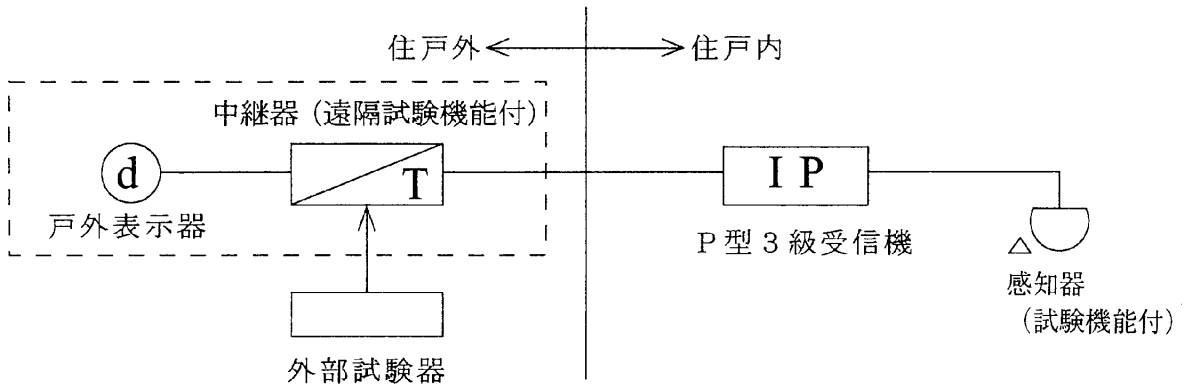 住戸外
住戸内
中継器（遠隔試験機能付）
d
T
I P
戸外表示器
P型3級受信機
感知器
（試験機能付）
外部試験器